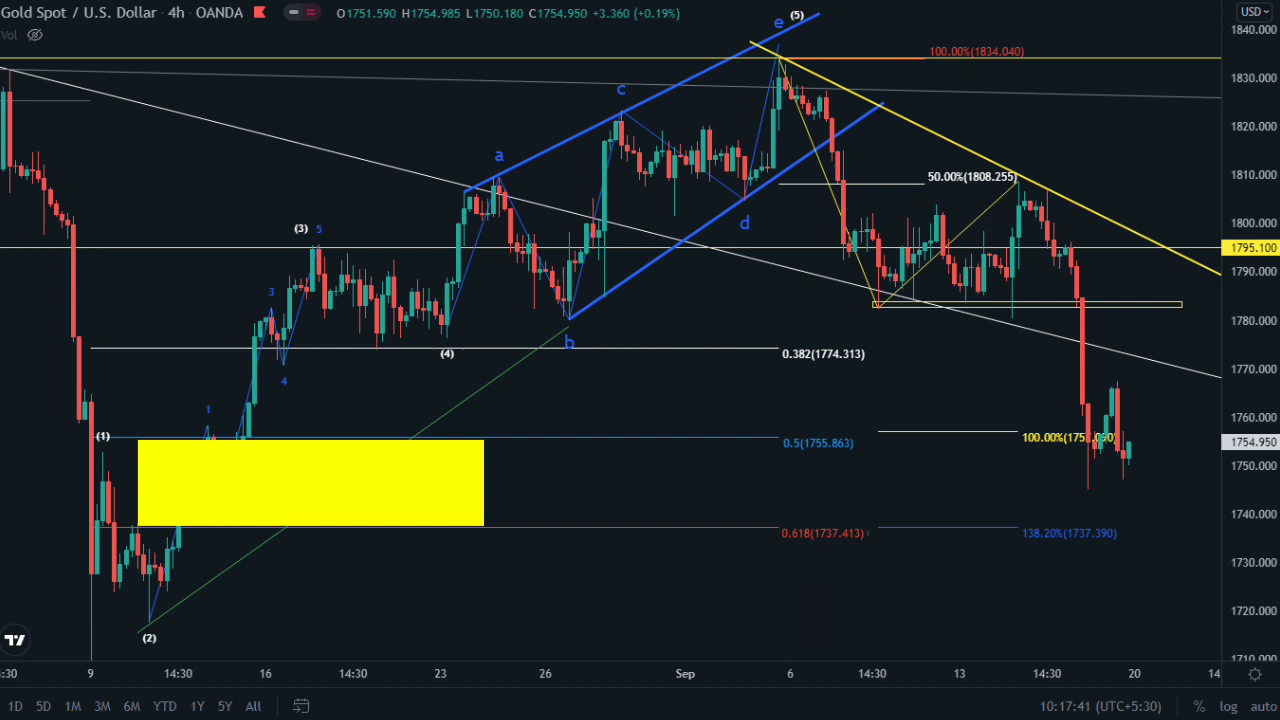 Gold Spot / U.S. Dollar · 4h · OANDA
O1751.590 H1754.985 L1750.180 C1754.950 +3.360 (+0.19%)
USD
Vol
e
(5)
100.00%(1834.040)
c
a
50.00%(1808.255)
(3)
5
d
3
b
(4)
4
0.382(1774.313)
1
(1)
0.5(1755.863)
0.618(1737.413)
138.20%(1737.390)
(2)
1840.000
1830.000
1820.000
1810.000
1800.000
1795.100
1790.000
1780.000
1770.000
1760.000
1754.950
1750.000
1740.000
1730.000
1720.000
1710.000
:30 9 14:30 16 14:30 23 26 Sep 6 14:30 13 14:30 20 14
1D 5D 1M 3M 6M YTD 1Y 5Y All
10:17:41 (UTC+5:30) % log auto